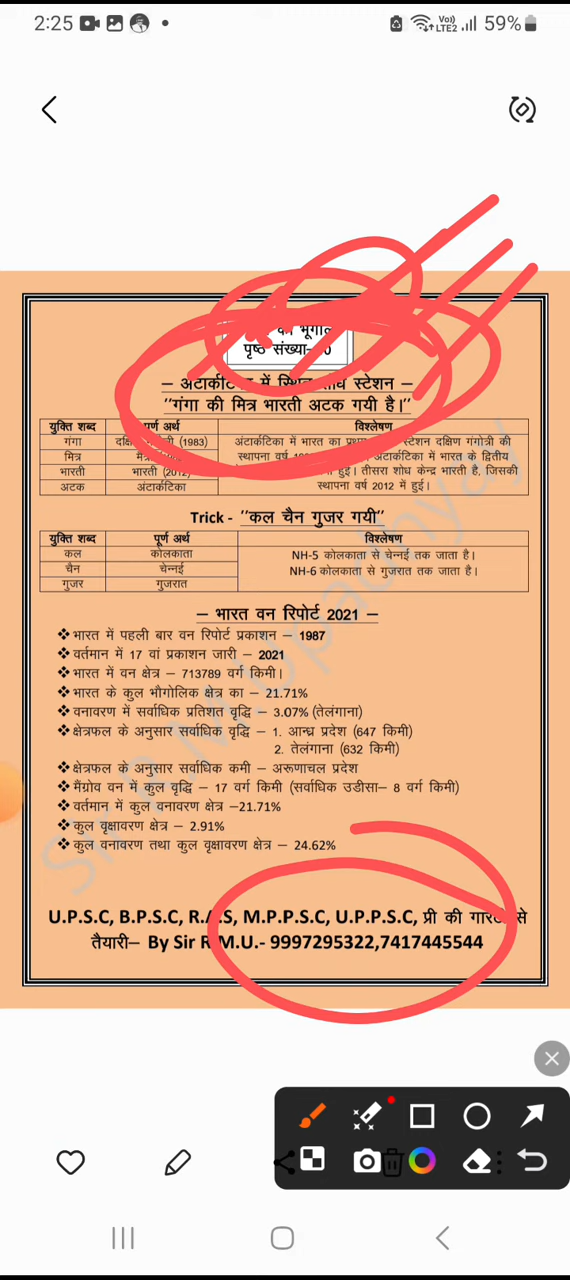 2:25
Vo)) LTE2 59%
की भूगोल
पृष्ठ संख्या-
– अंटार्कटिका में स्थित शोध स्टेशन –
"गंगा की मित्र भारती अटक गयी है।"
युक्ति शब्द पूर्ण अर्थ विश्लेषण
गंगा (1983) अंटार्कटिका में भारत का प्रथम स्टेशन दक्षिण गंगोत्री की
मित्र स्थापना वर्ष अंटार्कटिका में भारत के द्वितीय
भारती भारती (2012) हुई। तीसरा शोध केन्द्र भारती है, जिसकी
अटक अंटार्कटिका स्थापना वर्ष 2012 में हुई।
Trick - "कल चैन गुजर गयी"
युक्ति शब्द पूर्ण अर्थ विश्लेषण
कल कोलकाता NH-5 कोलकाता से चेन्नई तक जाता है।
चैन चेन्नई NH-6 कोलकाता से गुजरात तक जाता है।
गुजर गुजरात
– भारत वन रिपोर्ट 2021 –
❖ भारत में पहली बार वन रिपोर्ट प्रकाशन – 1987
❖ वर्तमान में 17 वां प्रकाशन जारी – 2021
❖ भारत में वन क्षेत्र – 713789 वर्ग किमी।
❖ भारत के कुल भौगोलिक क्षेत्र का – 21.71%
❖ वनावरण में सर्वाधिक प्रतिशत वृद्धि – 3.07% (तेलंगाना)
❖ क्षेत्रफल के अनुसार सर्वाधिक वृद्धि – 1. आन्ध्र प्रदेश (647 किमी)
2. तेलंगाना (632 किमी)
❖ क्षेत्रफल के अनुसार सर्वाधिक कमी – अरूणाचल प्रदेश
❖ मैंग्रोव वन में कुल वृद्धि – 17 वर्ग किमी (सर्वाधिक उडीसा– 8 वर्ग किमी)
❖ वर्तमान में कुल वनावरण क्षेत्र –21.71%
❖ कुल वृक्षावरण क्षेत्र – 2.91%
❖ कुल वनावरण तथा कुल वृक्षावरण क्षेत्र – 24.62%
U.P.S.C, B.P.S.C, R.A.S, M.P.P.S.C, U.P.P.S.C, प्री की गारंटी से
तैयारी– By Sir R.M.U.- 9997295322,7417445544